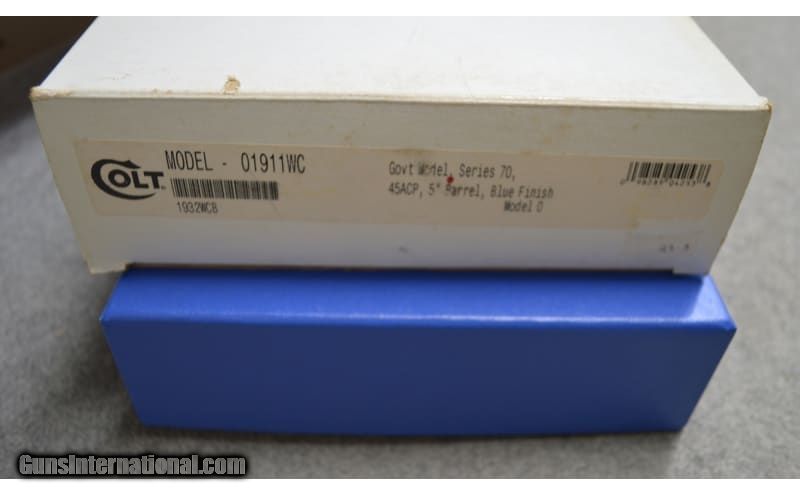 COLT
MODEL - 01911WC
1932WCB
Govt Model, Series 70,
45ACP, 5" Barrel, Blue Finish
Model O
GunsInternational.com